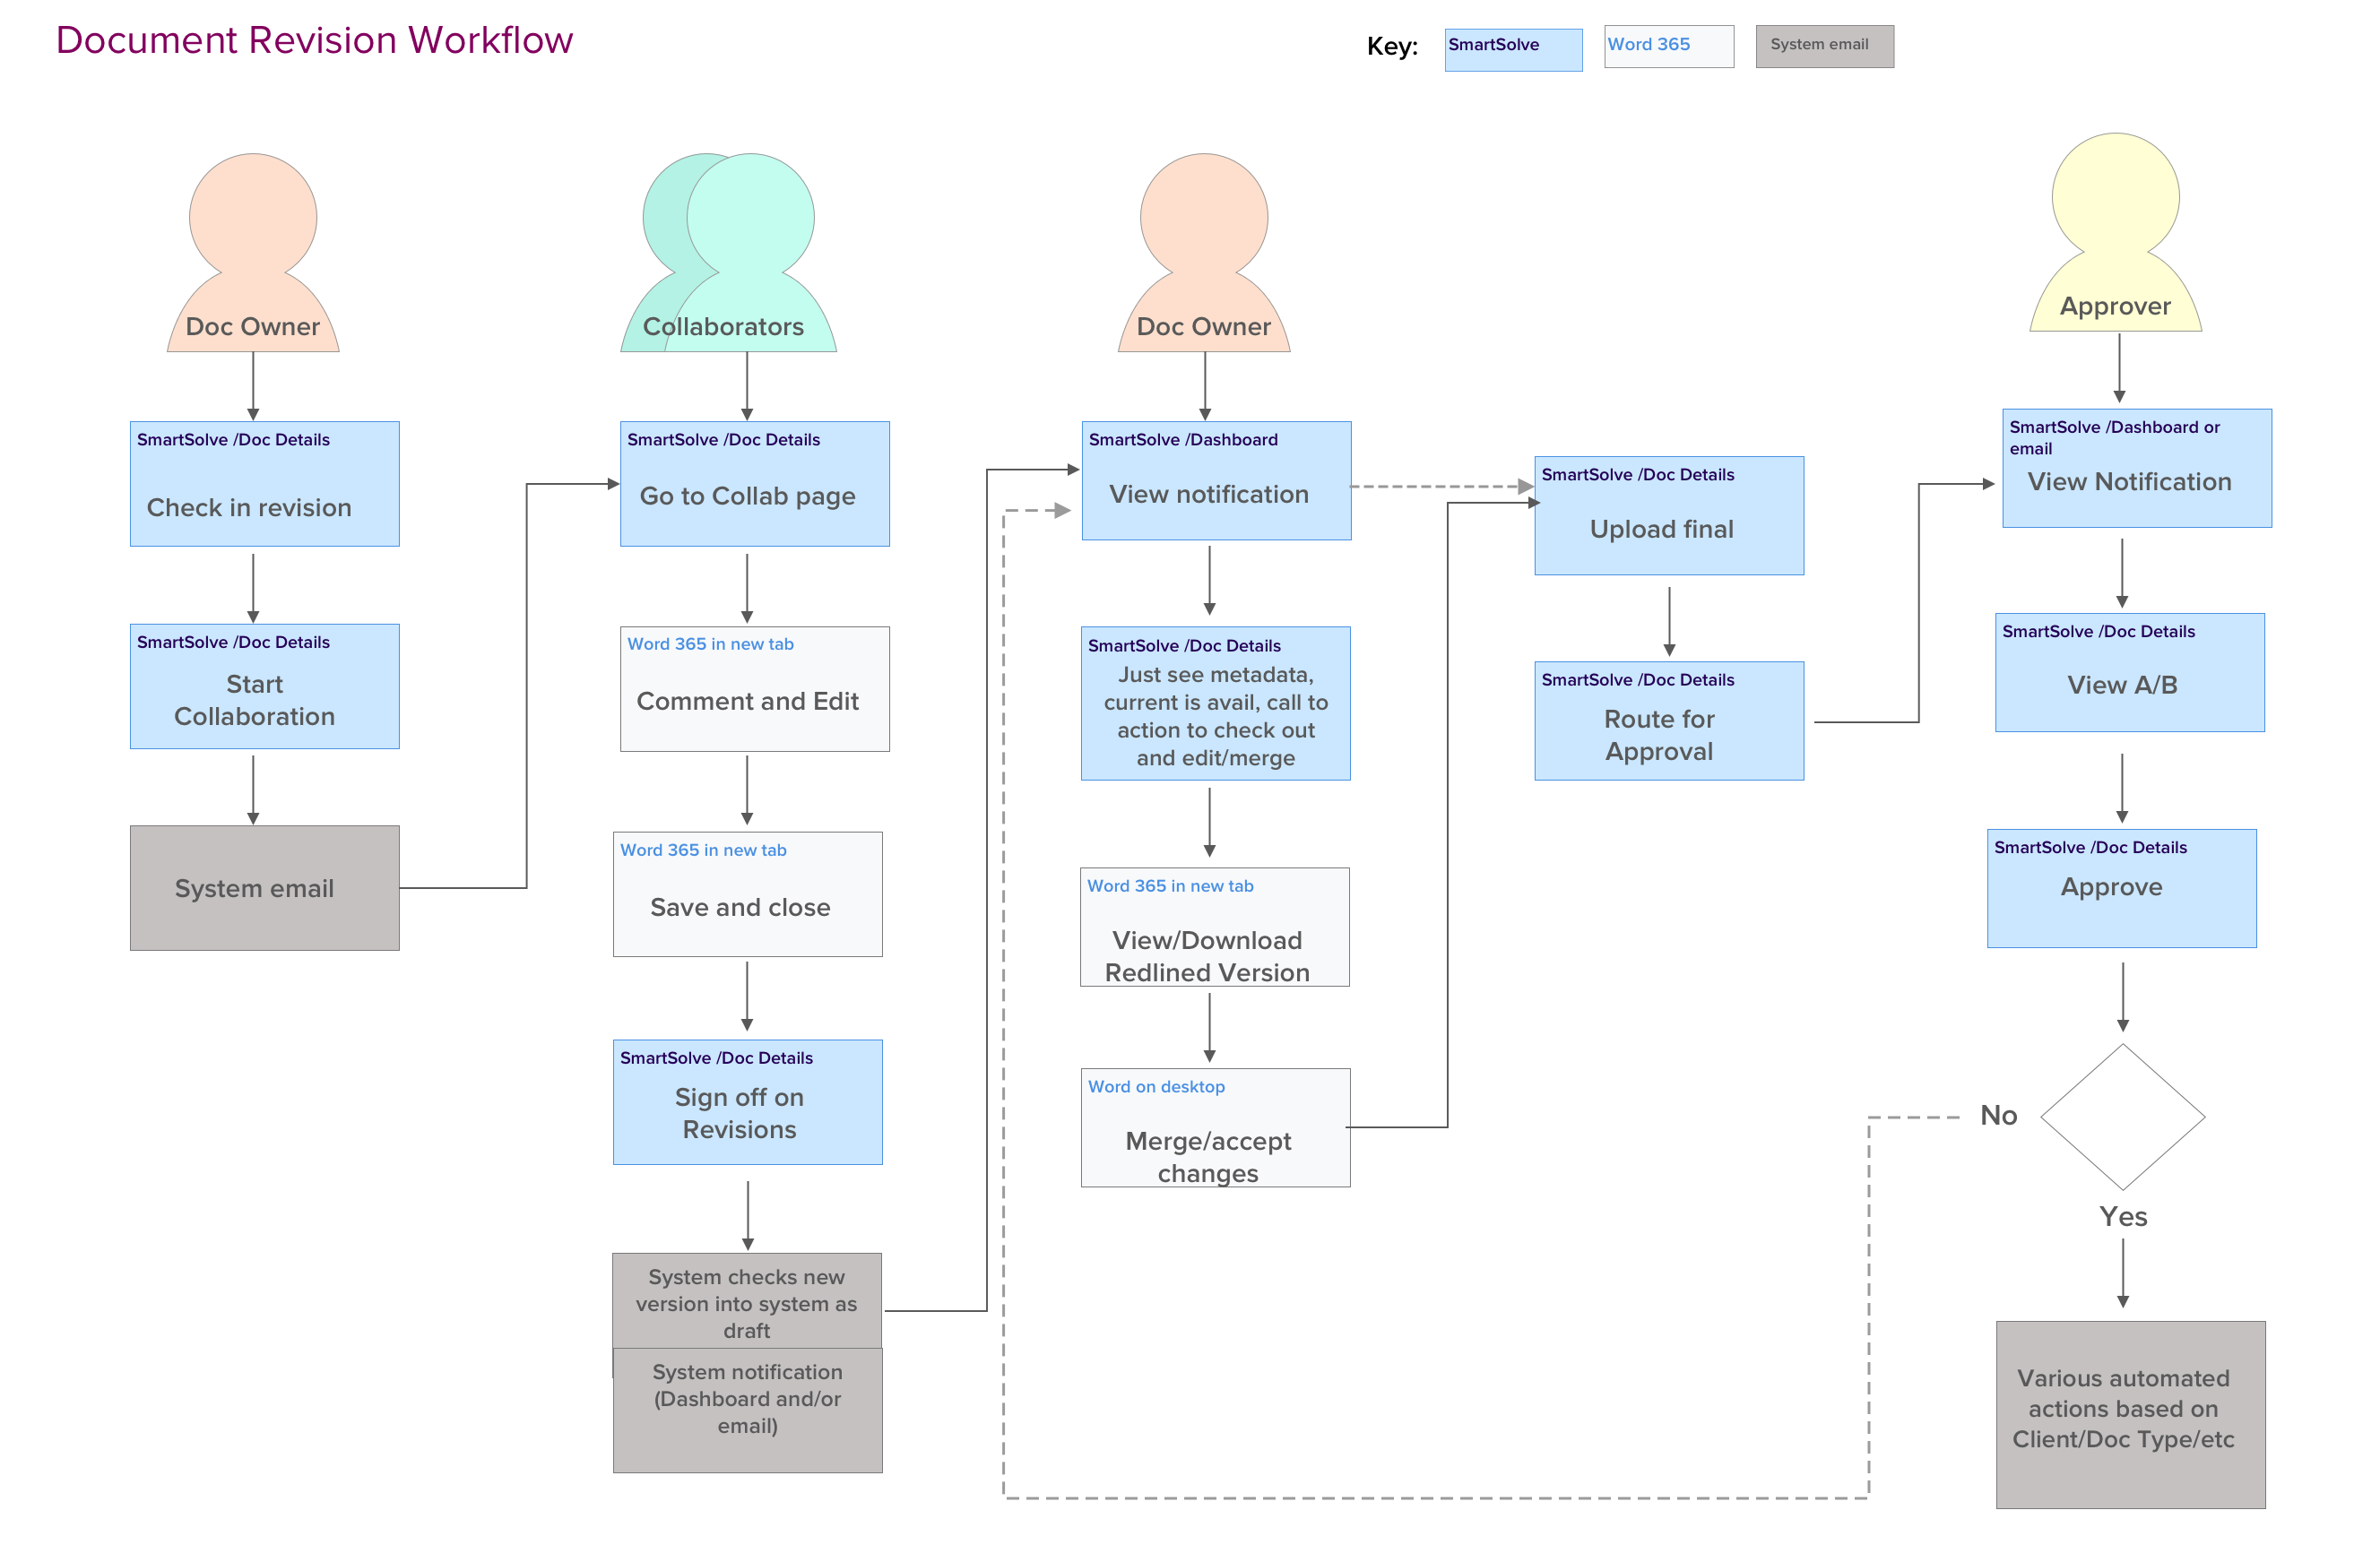 Document Revision Workflow
Key:
SmartSolve
Word 365
System email
Doc Owner
SmartSolve /Doc Details
Check in revision
SmartSolve /Doc Details
Start
Collaboration
System email
Collaborators
SmartSolve /Doc Details
Go to Collab page
Word 365 in new tab
Comment and Edit
Word 365 in new tab
Save and close
SmartSolve /Doc Details
Sign off on
Revisions
System checks new
version into system as
draft
System notification
(Dashboard and/or
email)
Doc Owner
SmartSolve /Dashboard
View notification
SmartSolve /Doc Details
Just see metadata,
current is avail, call to
action to check out
and edit/merge
Word 365 in new tab
View/Download
Redlined Version
Word on desktop
Merge/accept
changes
SmartSolve /Doc Details
Upload final
SmartSolve /Doc Details
Route for
Approval
Approver
SmartSolve /Dashboard or
email
View Notification
SmartSolve /Doc Details
View A/B
SmartSolve /Doc Details
Approve
No
Yes
Various automated
actions based on
Client/Doc Type/etc